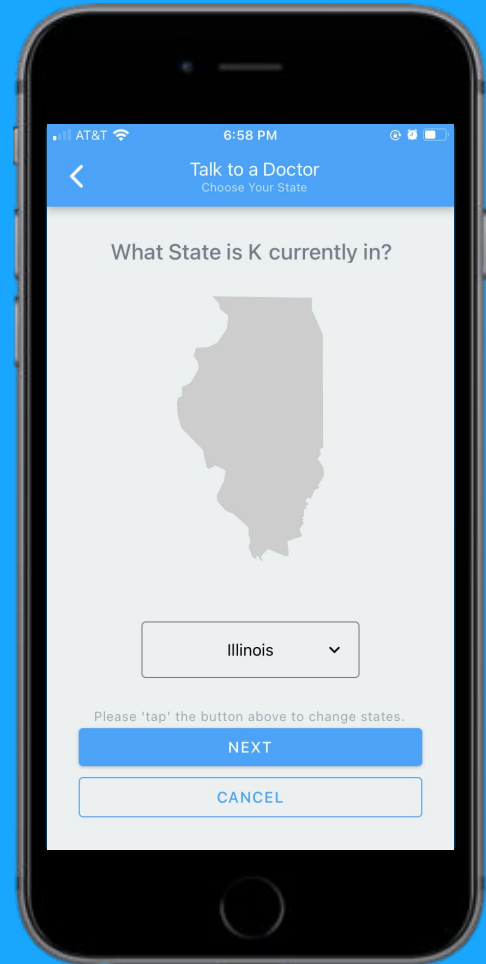 AT&T
6:58 PM
Talk to a Doctor
Choose Your State
What State is K currently in?
Illinois
Please 'tap' the button above to change states.
NEXT
CANCEL